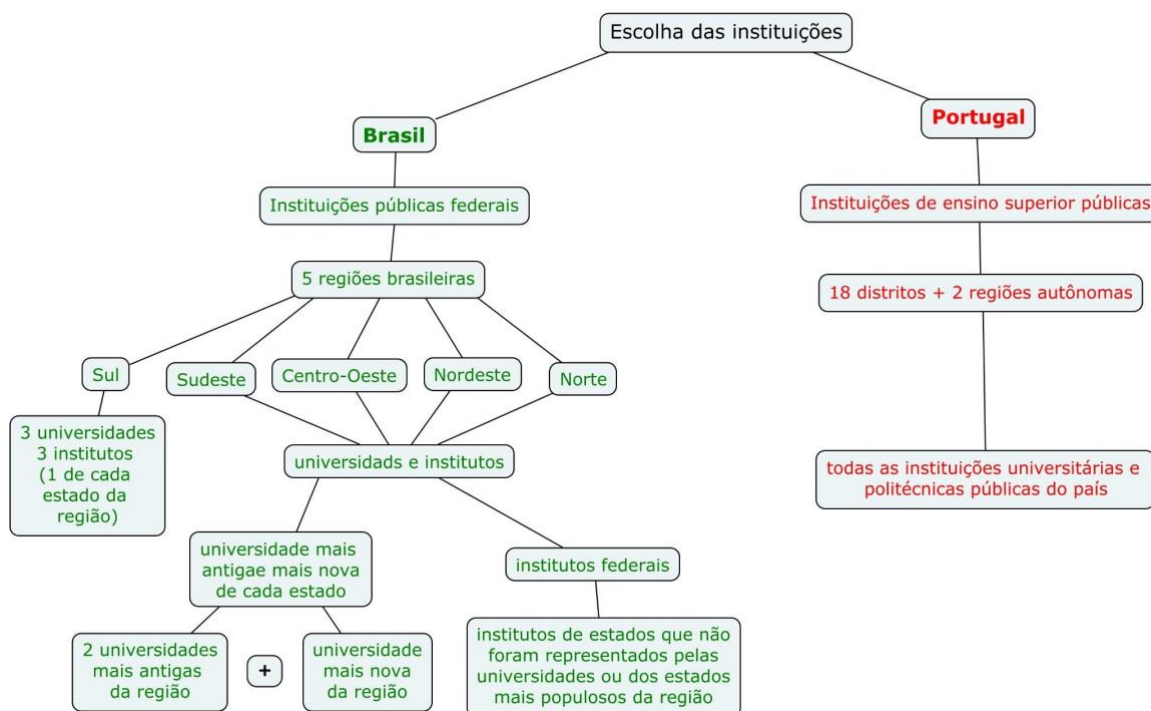 Escolha das instituições
Brasil
Portugal
Instituições públicas federais
Instituições de ensino superior públicas
5 regiões brasileiras
18 distritos + 2 regiões autônomas
Sul
Sudeste
Centro-Oeste
Nordeste
Norte
3 universidades
3 institutos
(1 de cada
estado da
região)
universidads e institutos
todas as instituições universitárias e
politécnicas públicas do país
universidade mais
antigae mais nova
de cada estado
institutos federais
2 universidades
mais antigas
da região
+
universidade
mais nova
da região
institutos de estados que não
foram representados pelas
universidades ou dos estados
mais populosos da região